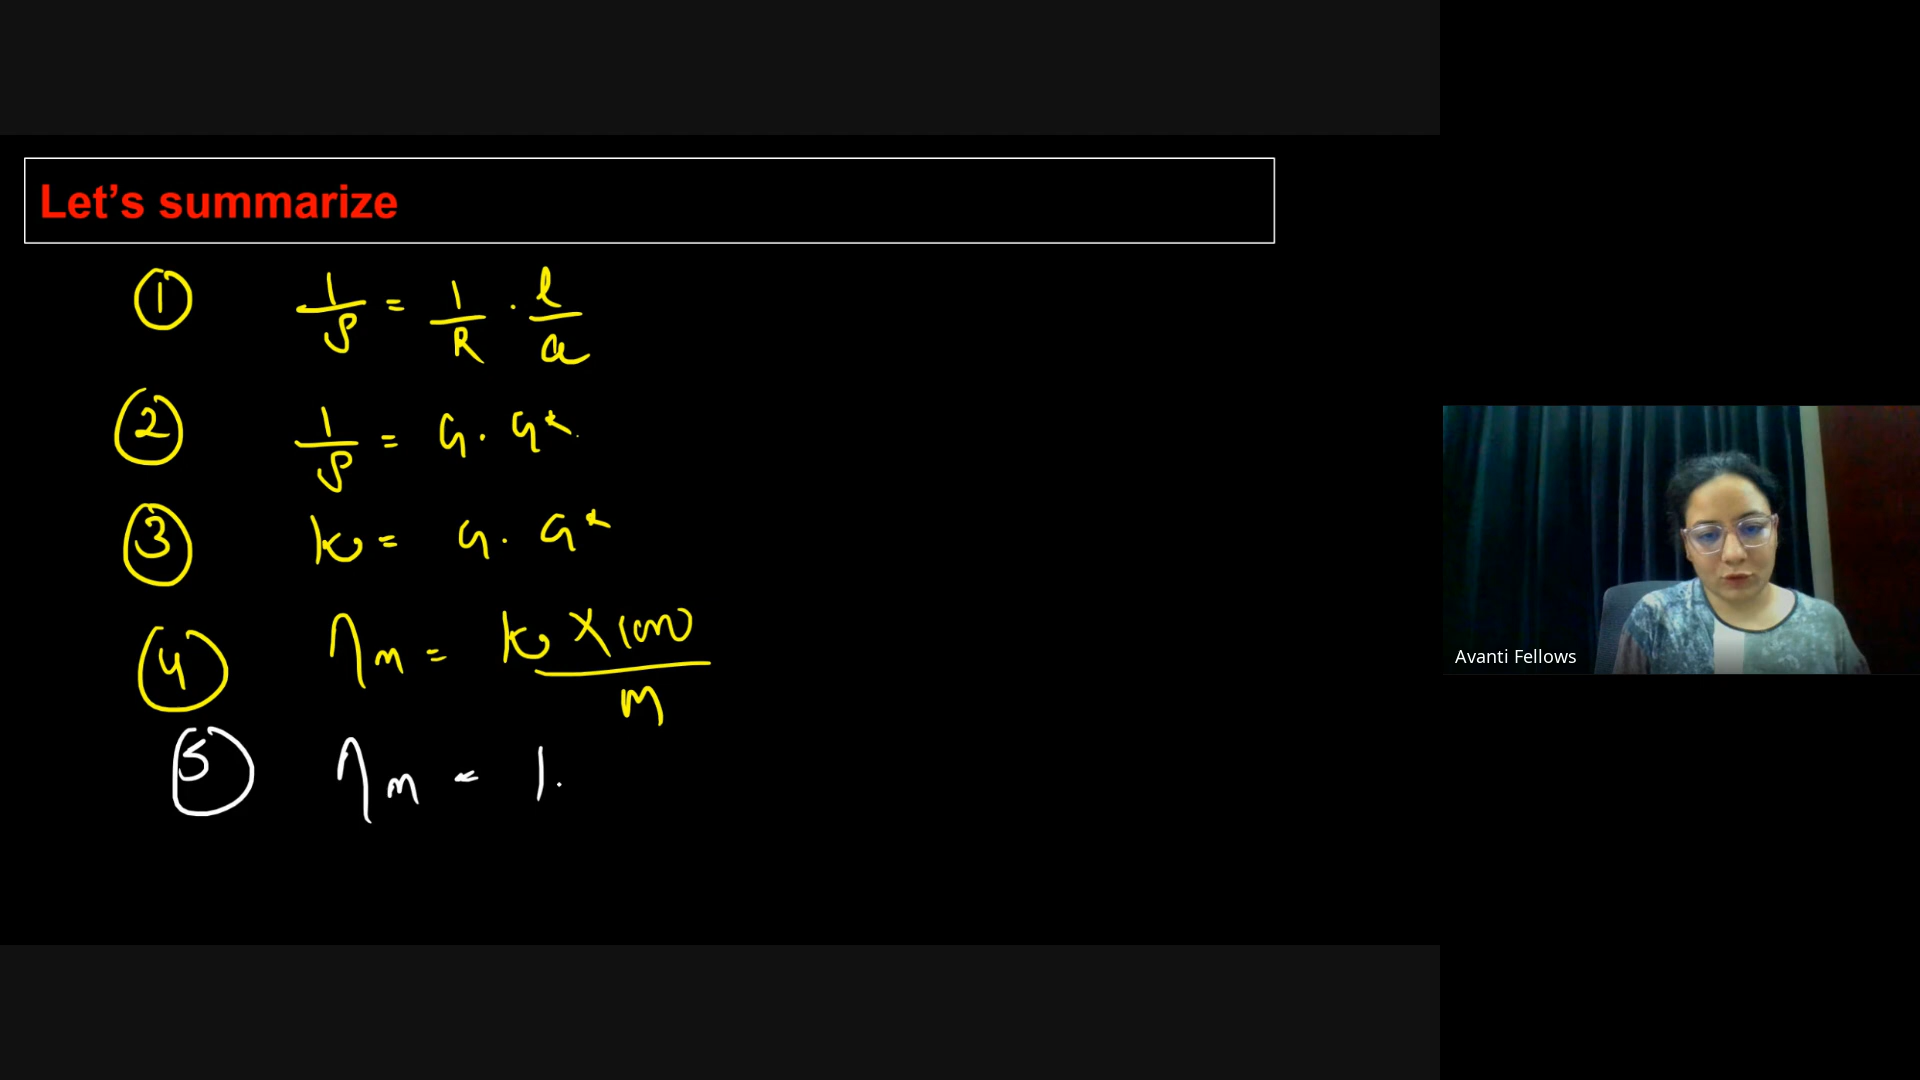 Let’s summarize
① 1/ρ = 1/R · l/a
② 1/ρ = G · G*
③ k = G · G*
④ λm = k × 1000 / M
⑤ λm = 1.
Avanti Fellows